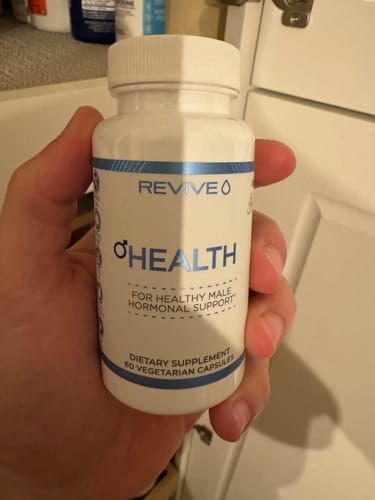 REVIVE
♂HEALTH
FOR HEALTHY MALE
HORMONAL SUPPORT
DIETARY SUPPLEMENT
60 VEGETARIAN CAPSULES